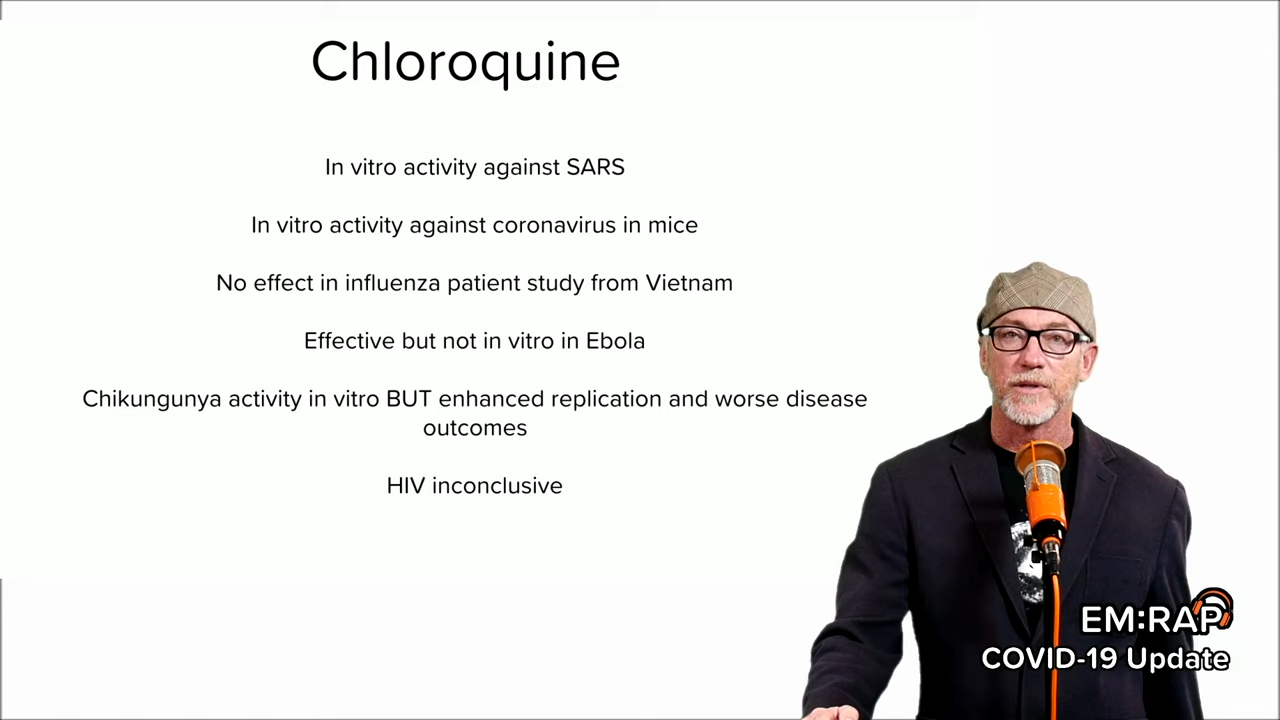 Chloroquine
In vitro activity against SARS
In vitro activity against coronavirus in mice
No effect in influenza patient study from Vietnam
Effective but not in vitro in Ebola
Chikungunya activity in vitro BUT enhanced replication and worse disease
outcomes
HIV inconclusive
EM:RAP
COVID-19 Update